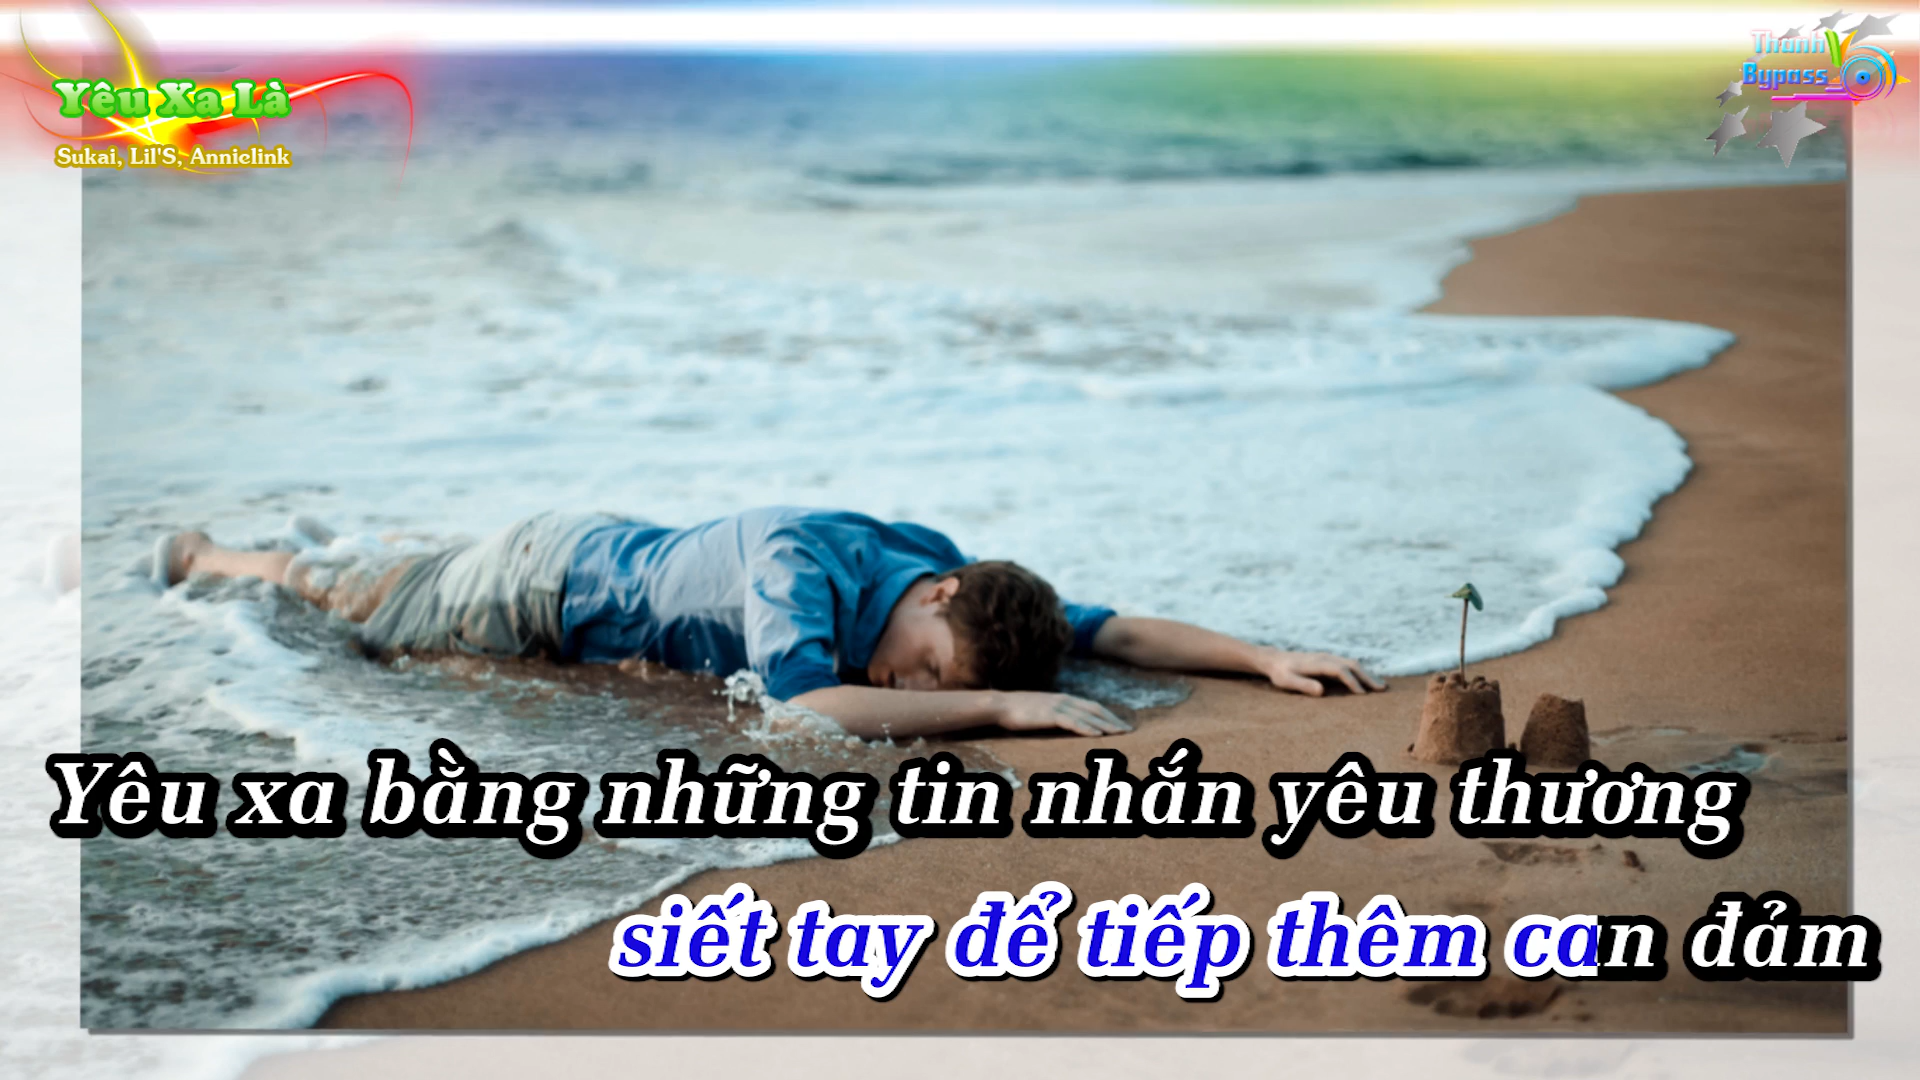 Yêu Xa Là
Sukai, Lil'S, Annielink
Thanh
Bypass
Yêu xa bằng những tin nhắn yêu thương
siết tay để tiếp thêm can đảm